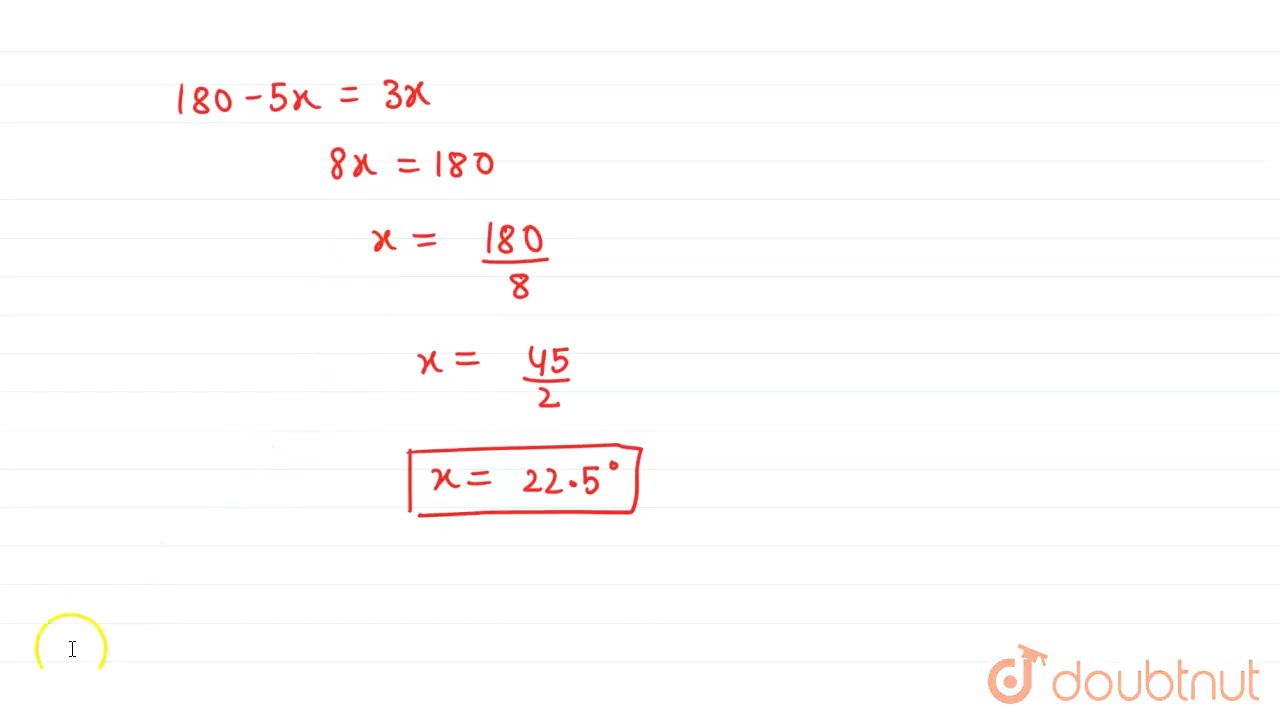 180 - 5x = 3x
8x = 180
x = 180/8
x = 45/2
x = 22.5°
doubtnut